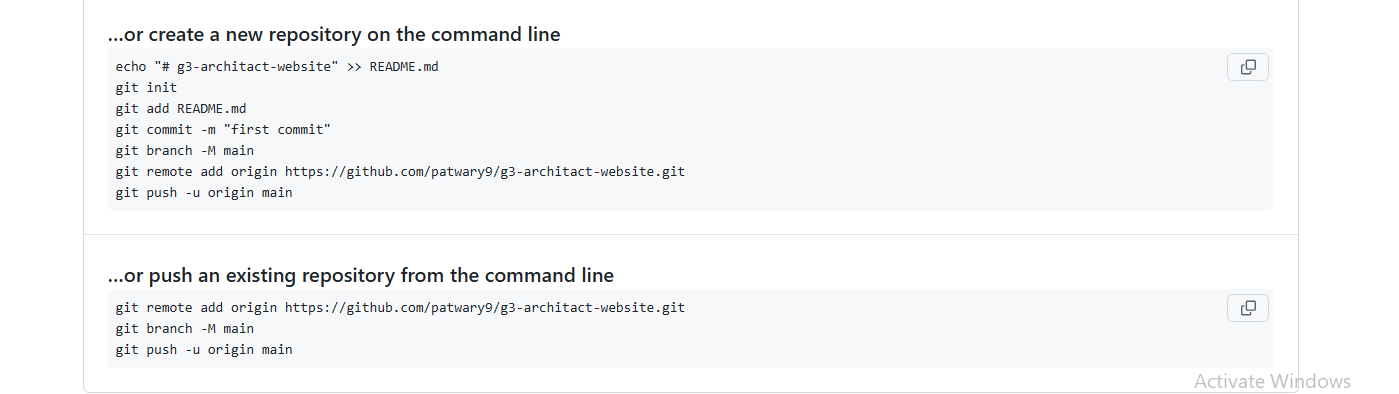 ...or create a new repository on the command line
echo "# g3-architact-website" >> README.md
git init
git add README.md
git commit -m "first commit"
git branch -M main
git remote add origin https://github.com/patwary9/g3-architact-website.git
git push -u origin main
...or push an existing repository from the command line
git remote add origin https://github.com/patwary9/g3-architact-website.git
git branch -M main
git push -u origin main
Activate Windows